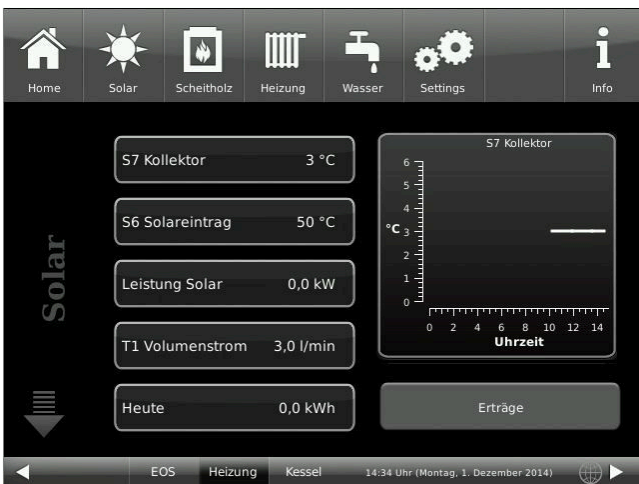 Home Solar Scheitholz Heizung Wasser Settings Info
Solar
S7 Kollektor 3 °C
S6 Solareintrag 50 °C
Leistung Solar 0,0 kW
T1 Volumenstrom 3,0 l/min
Heute 0,0 kWh
S7 Kollektor
6
5
4
°C 3
2
1
0
0 2 4 6 8 10 12 14
Uhrzeit
Erträge
EOS Heizung Kessel 14:34 Uhr (Montag, 1. Dezember 2014)